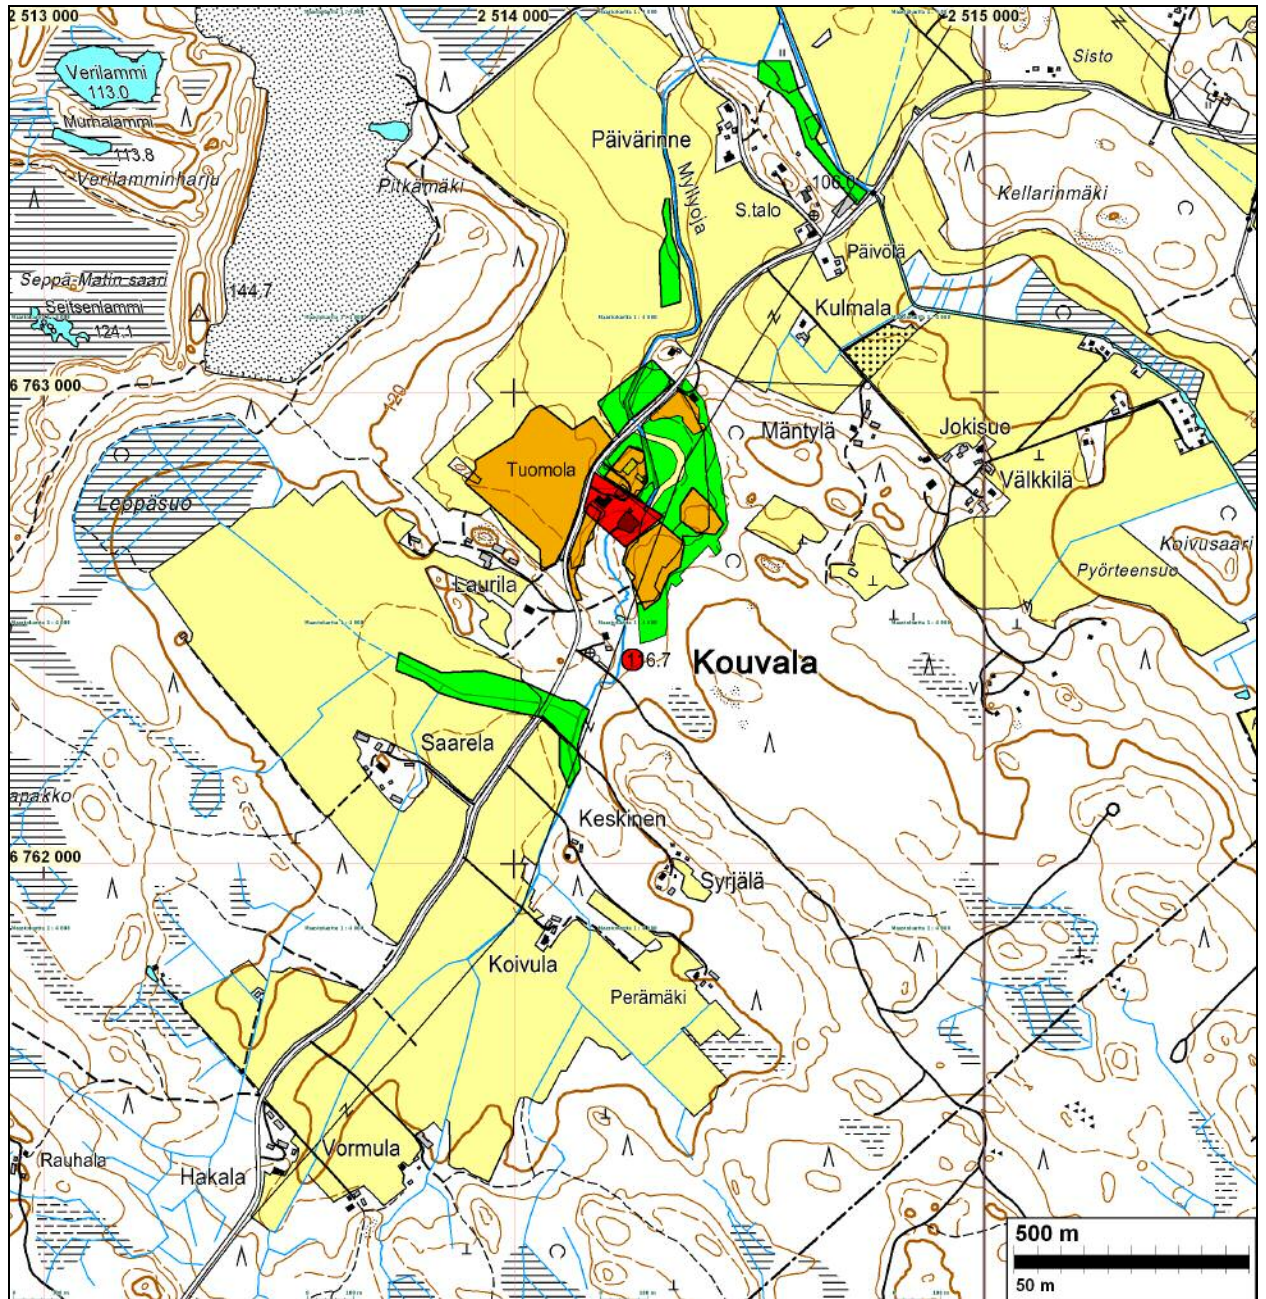 2 513 000
2 514 000
2 515 000
Verilammi
113.0
Murhalammi
113.8
Verilamminharju
Pitkämäki
Päivärinne
Myllyoja
Sisto
106.0
S.talo
Päivölä
Kellarinmäki
Seppä-Matin saari
144.7
Seitsenlammi
124.1
Kulmala
6 763 000
120
Tuomola
Mäntylä
Jokisuo
Välkkilä
Leppäsuo
Laurila
Koivusaari
Pyörteensuo
116.7
Kouvala
Saarela
apakko
Keskinen
6 762 000
Syrjälä
Koivula
Perämäki
Rauhala
Vormula
Hakala
500 m
50 m